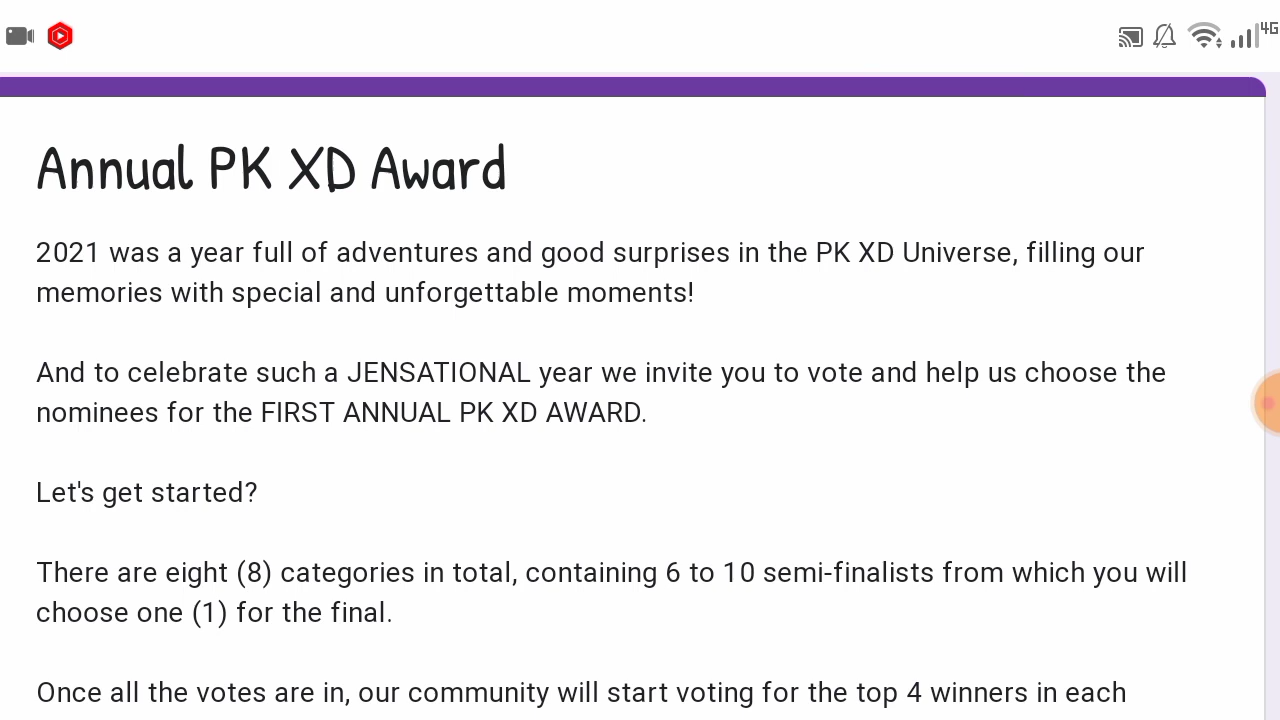 4G
Annual PK XD Award
2021 was a year full of adventures and good surprises in the PK XD Universe, filling our
memories with special and unforgettable moments!
And to celebrate such a JENSATIONAL year we invite you to vote and help us choose the
nominees for the FIRST ANNUAL PK XD AWARD.
Let's get started?
There are eight (8) categories in total, containing 6 to 10 semi-finalists from which you will
choose one (1) for the final.
Once all the votes are in, our community will start voting for the top 4 winners in each